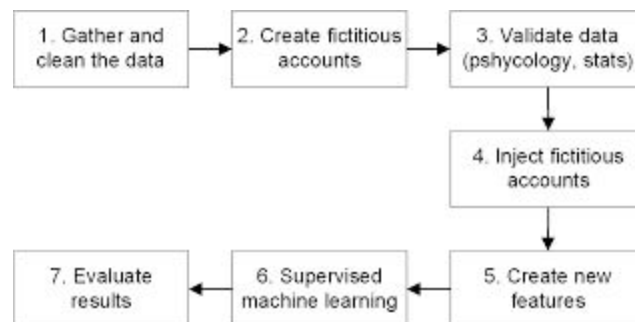 1. Gather and
clean the data
2. Create fictitious
accounts
3. Validate data
(pshycology, stats)
4. Inject fictitious
accounts
5. Create new
features
6. Supervised
machine learning
7. Evaluate
results